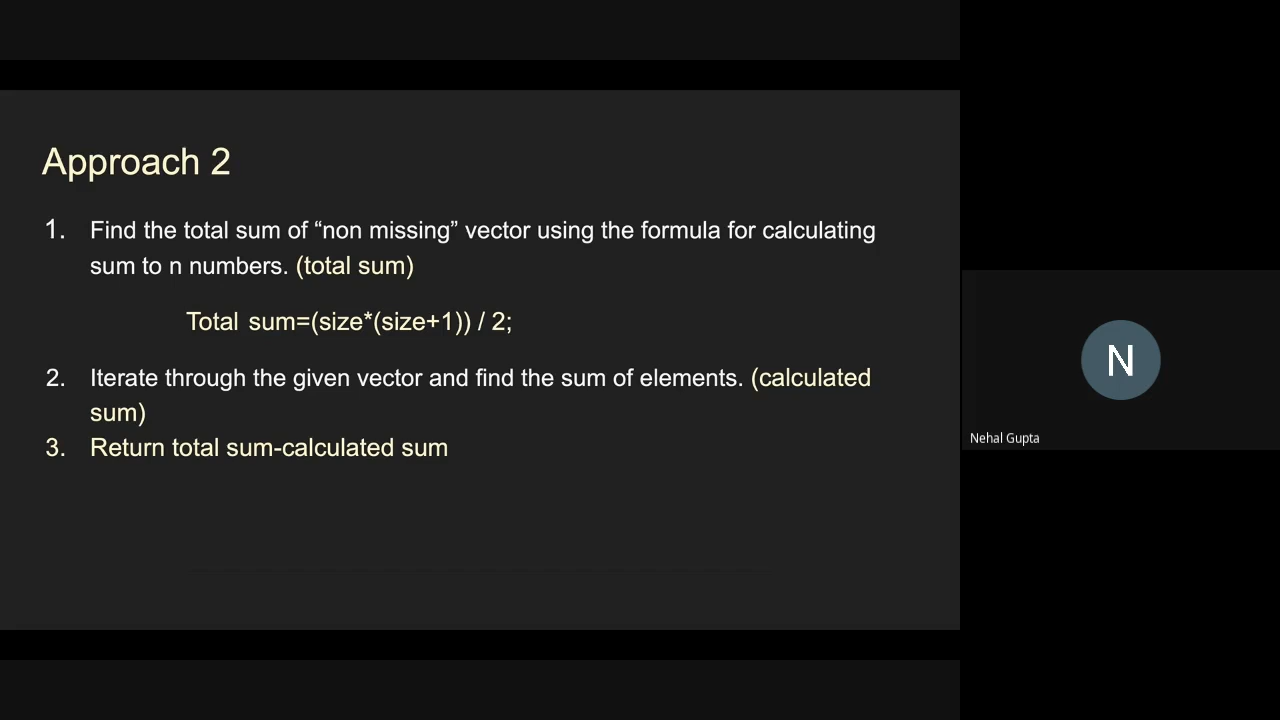 Approach 2
1. Find the total sum of “non missing” vector using the formula for calculating
sum to n numbers. (total sum)
Total sum=(size*(size+1)) / 2;
2. Iterate through the given vector and find the sum of elements. (calculated
sum)
3. Return total sum-calculated sum
N
Nehal Gupta